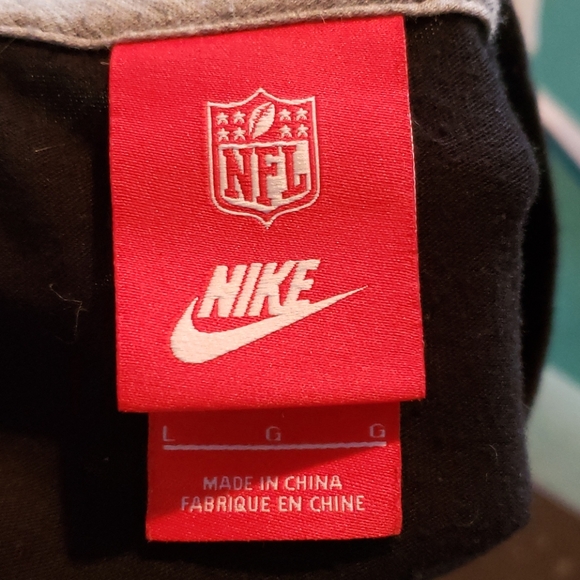 NFL
NIKE
L G G
MADE IN CHINA
FABRIQUE EN CHINE